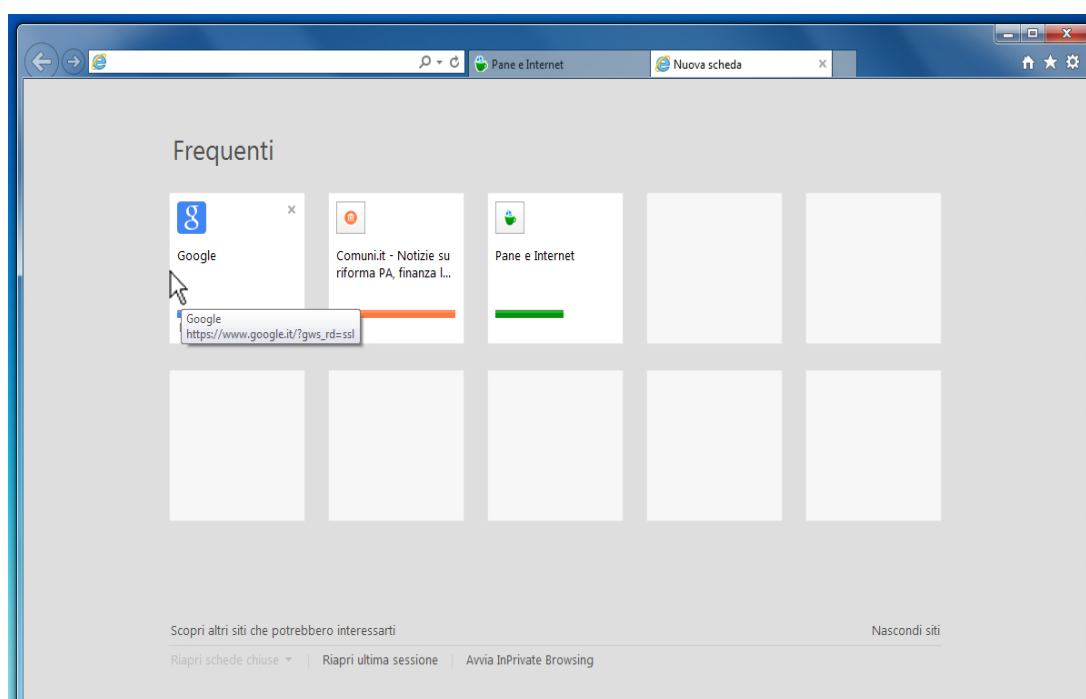 Pane e Internet
Nuova scheda
Frequenti
Google
Comuni.it - Notizie su
riforma PA, finanza l...
Pane e Internet
Google
https://www.google.it/?gws_rd=ssl
Scopri altri siti che potrebbero interessarti
Nascondi siti
Riapri schede chiuse
Riapri ultima sessione
Avvia InPrivate Browsing